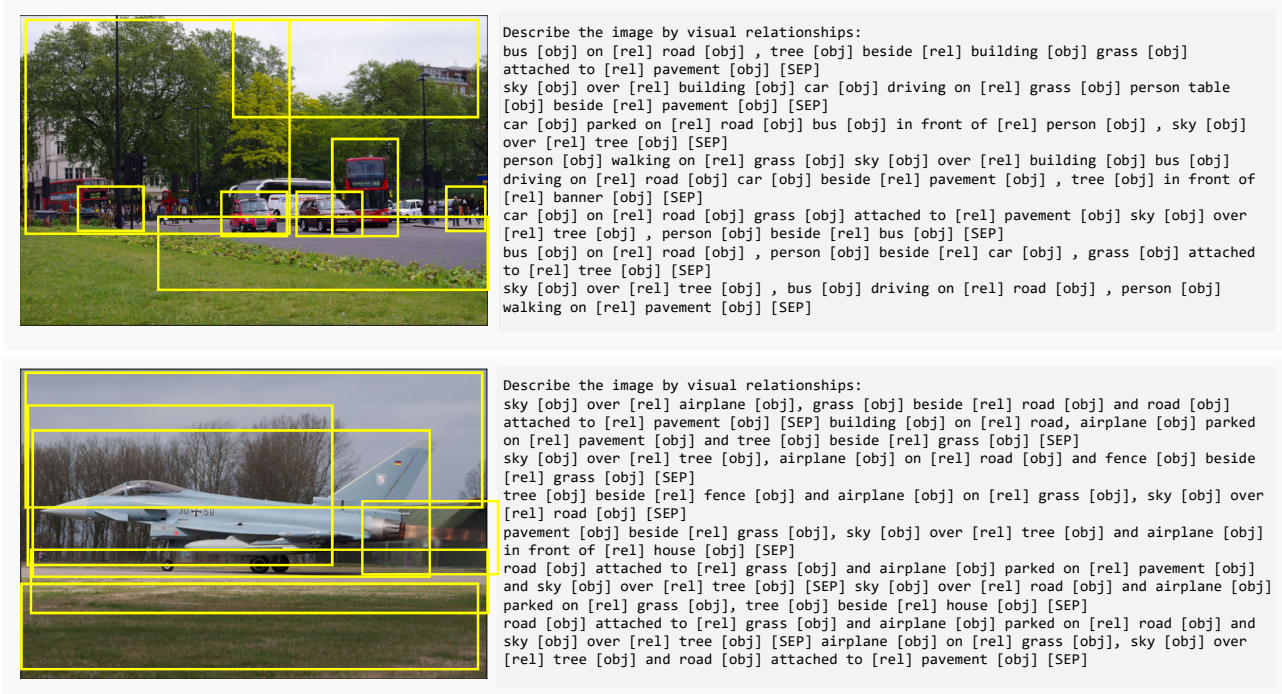 Describe the image by visual relationships:
bus [obj] on [rel] road [obj] , tree [obj] beside [rel] building [obj] grass [obj]
attached to [rel] pavement [obj] [SEP]
sky [obj] over [rel] building [obj] car [obj] driving on [rel] grass [obj] person table
[obj] beside [rel] pavement [obj] [SEP]
car [obj] parked on [rel] road [obj] bus [obj] in front of [rel] person [obj] , sky [obj]
over [rel] tree [obj] [SEP]
person [obj] walking on [rel] grass [obj] sky [obj] over [rel] building [obj] bus [obj]
driving on [rel] road [obj] car [obj] beside [rel] pavement [obj] , tree [obj] in front of
[rel] banner [obj] [SEP]
car [obj] on [rel] road [obj] grass [obj] attached to [rel] pavement [obj] sky [obj] over
[rel] tree [obj] , person [obj] beside [rel] bus [obj] [SEP]
bus [obj] on [rel] road [obj] , person [obj] beside [rel] car [obj] , grass [obj] attached
to [rel] tree [obj] [SEP]
sky [obj] over [rel] tree [obj] , bus [obj] driving on [rel] road [obj] , person [obj]
walking on [rel] pavement [obj] [SEP]
30 58
Describe the image by visual relationships:
sky [obj] over [rel] airplane [obj], grass [obj] beside [rel] road [obj] and road [obj]
attached to [rel] pavement [obj] [SEP] building [obj] on [rel] road, airplane [obj] parked
on [rel] pavement [obj] and tree [obj] beside [rel] grass [obj] [SEP]
sky [obj] over [rel] tree [obj], airplane [obj] on [rel] road [obj] and fence [obj] beside
[rel] grass [obj] [SEP]
tree [obj] beside [rel] fence [obj] and airplane [obj] on [rel] grass [obj], sky [obj] over
[rel] road [obj] [SEP]
pavement [obj] beside [rel] grass [obj], sky [obj] over [rel] tree [obj] and airplane [obj]
in front of [rel] house [obj] [SEP]
road [obj] attached to [rel] grass [obj] and airplane [obj] parked on [rel] pavement [obj]
and sky [obj] over [rel] tree [obj] [SEP] sky [obj] over [rel] road [obj] and airplane [obj]
parked on [rel] grass [obj], tree [obj] beside [rel] house [obj] [SEP]
road [obj] attached to [rel] grass [obj] and airplane [obj] parked on [rel] road [obj] and
sky [obj] over [rel] tree [obj] [SEP] airplane [obj] on [rel] grass [obj], sky [obj] over
[rel] tree [obj] and road [obj] attached to [rel] pavement [obj] [SEP]